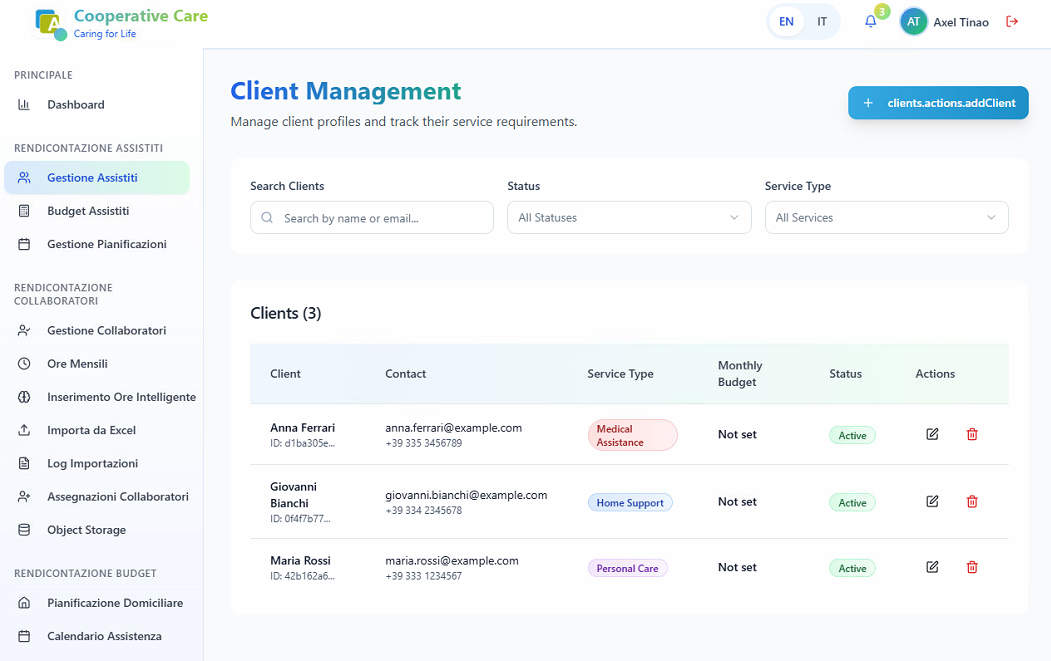 Cooperative Care
Caring for Life
EN IT
3
AT
Axel Tinao
PRINCIPALE
Dashboard
RENDICONTAZIONE ASSISTITI
Gestione Assistiti
Budget Assistiti
Gestione Pianificazioni
RENDICONTAZIONE
COLLABORATORI
Gestione Collaboratori
Ore Mensili
Inserimento Ore Intelligente
Importa da Excel
Log Importazioni
Assegnazioni Collaboratori
Object Storage
RENDICONTAZIONE BUDGET
Pianificazione Domiciliare
Calendario Assistenza
Client Management
Manage client profiles and track their service requirements.
+ clients.actions.addClient
Search Clients
Search by name or email...
Status
All Statuses
Service Type
All Services
Clients (3)
Client Contact Service Type Monthly Budget Status Actions
Anna Ferrari
ID: d1ba305e...
anna.ferrari@example.com
+39 335 3456789
Medical
Assistance
Not set
Active
Giovanni
Bianchi
ID: 0f4f7b77...
giovanni.bianchi@example.com
+39 334 2345678
Home Support
Not set
Active
Maria Rossi
ID: 42b162a6...
maria.rossi@example.com
+39 333 1234567
Personal Care
Not set
Active